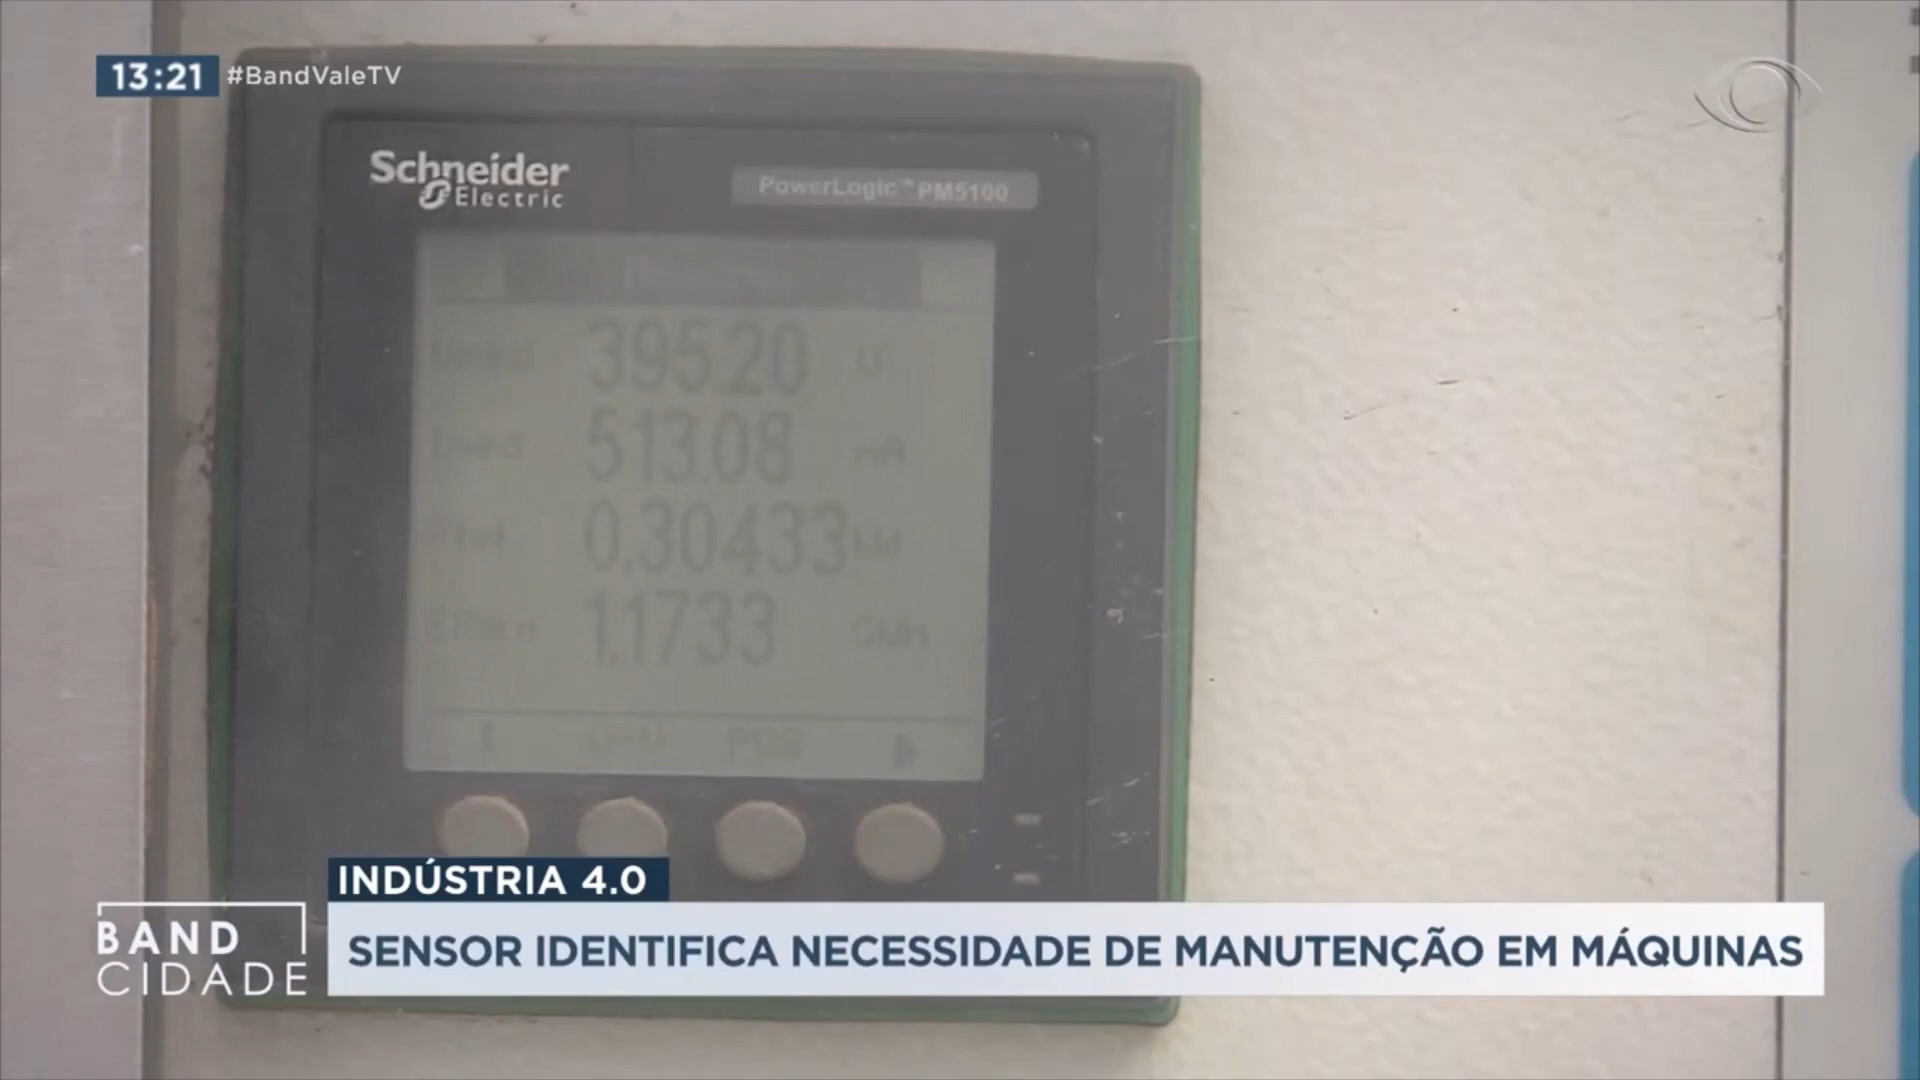 13:21 #BandValeTV
Schneider
Electric
PowerLogic™ PM5100
395.20
513.08
0.30433
1.1733
INDÚSTRIA 4.0
BAND
CIDADE
SENSOR IDENTIFICA NECESSIDADE DE MANUTENÇÃO EM MÁQUINAS